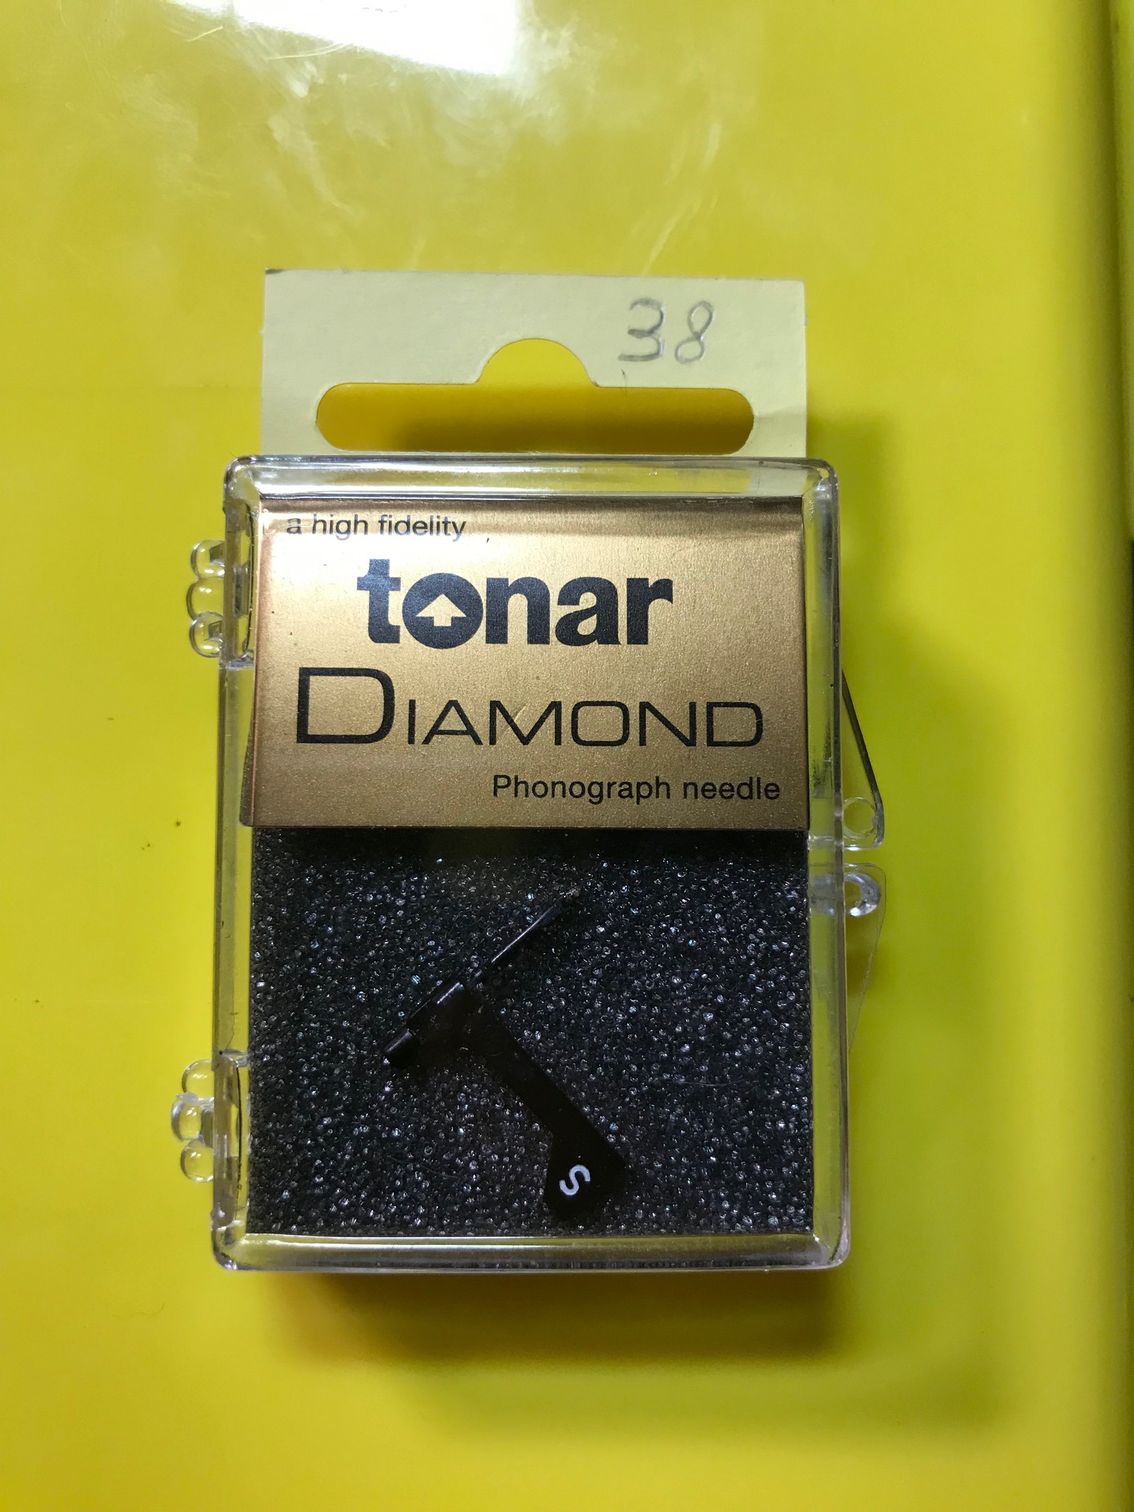 38
a high fidelity
tonar
DIAMOND
Phonograph needle
S